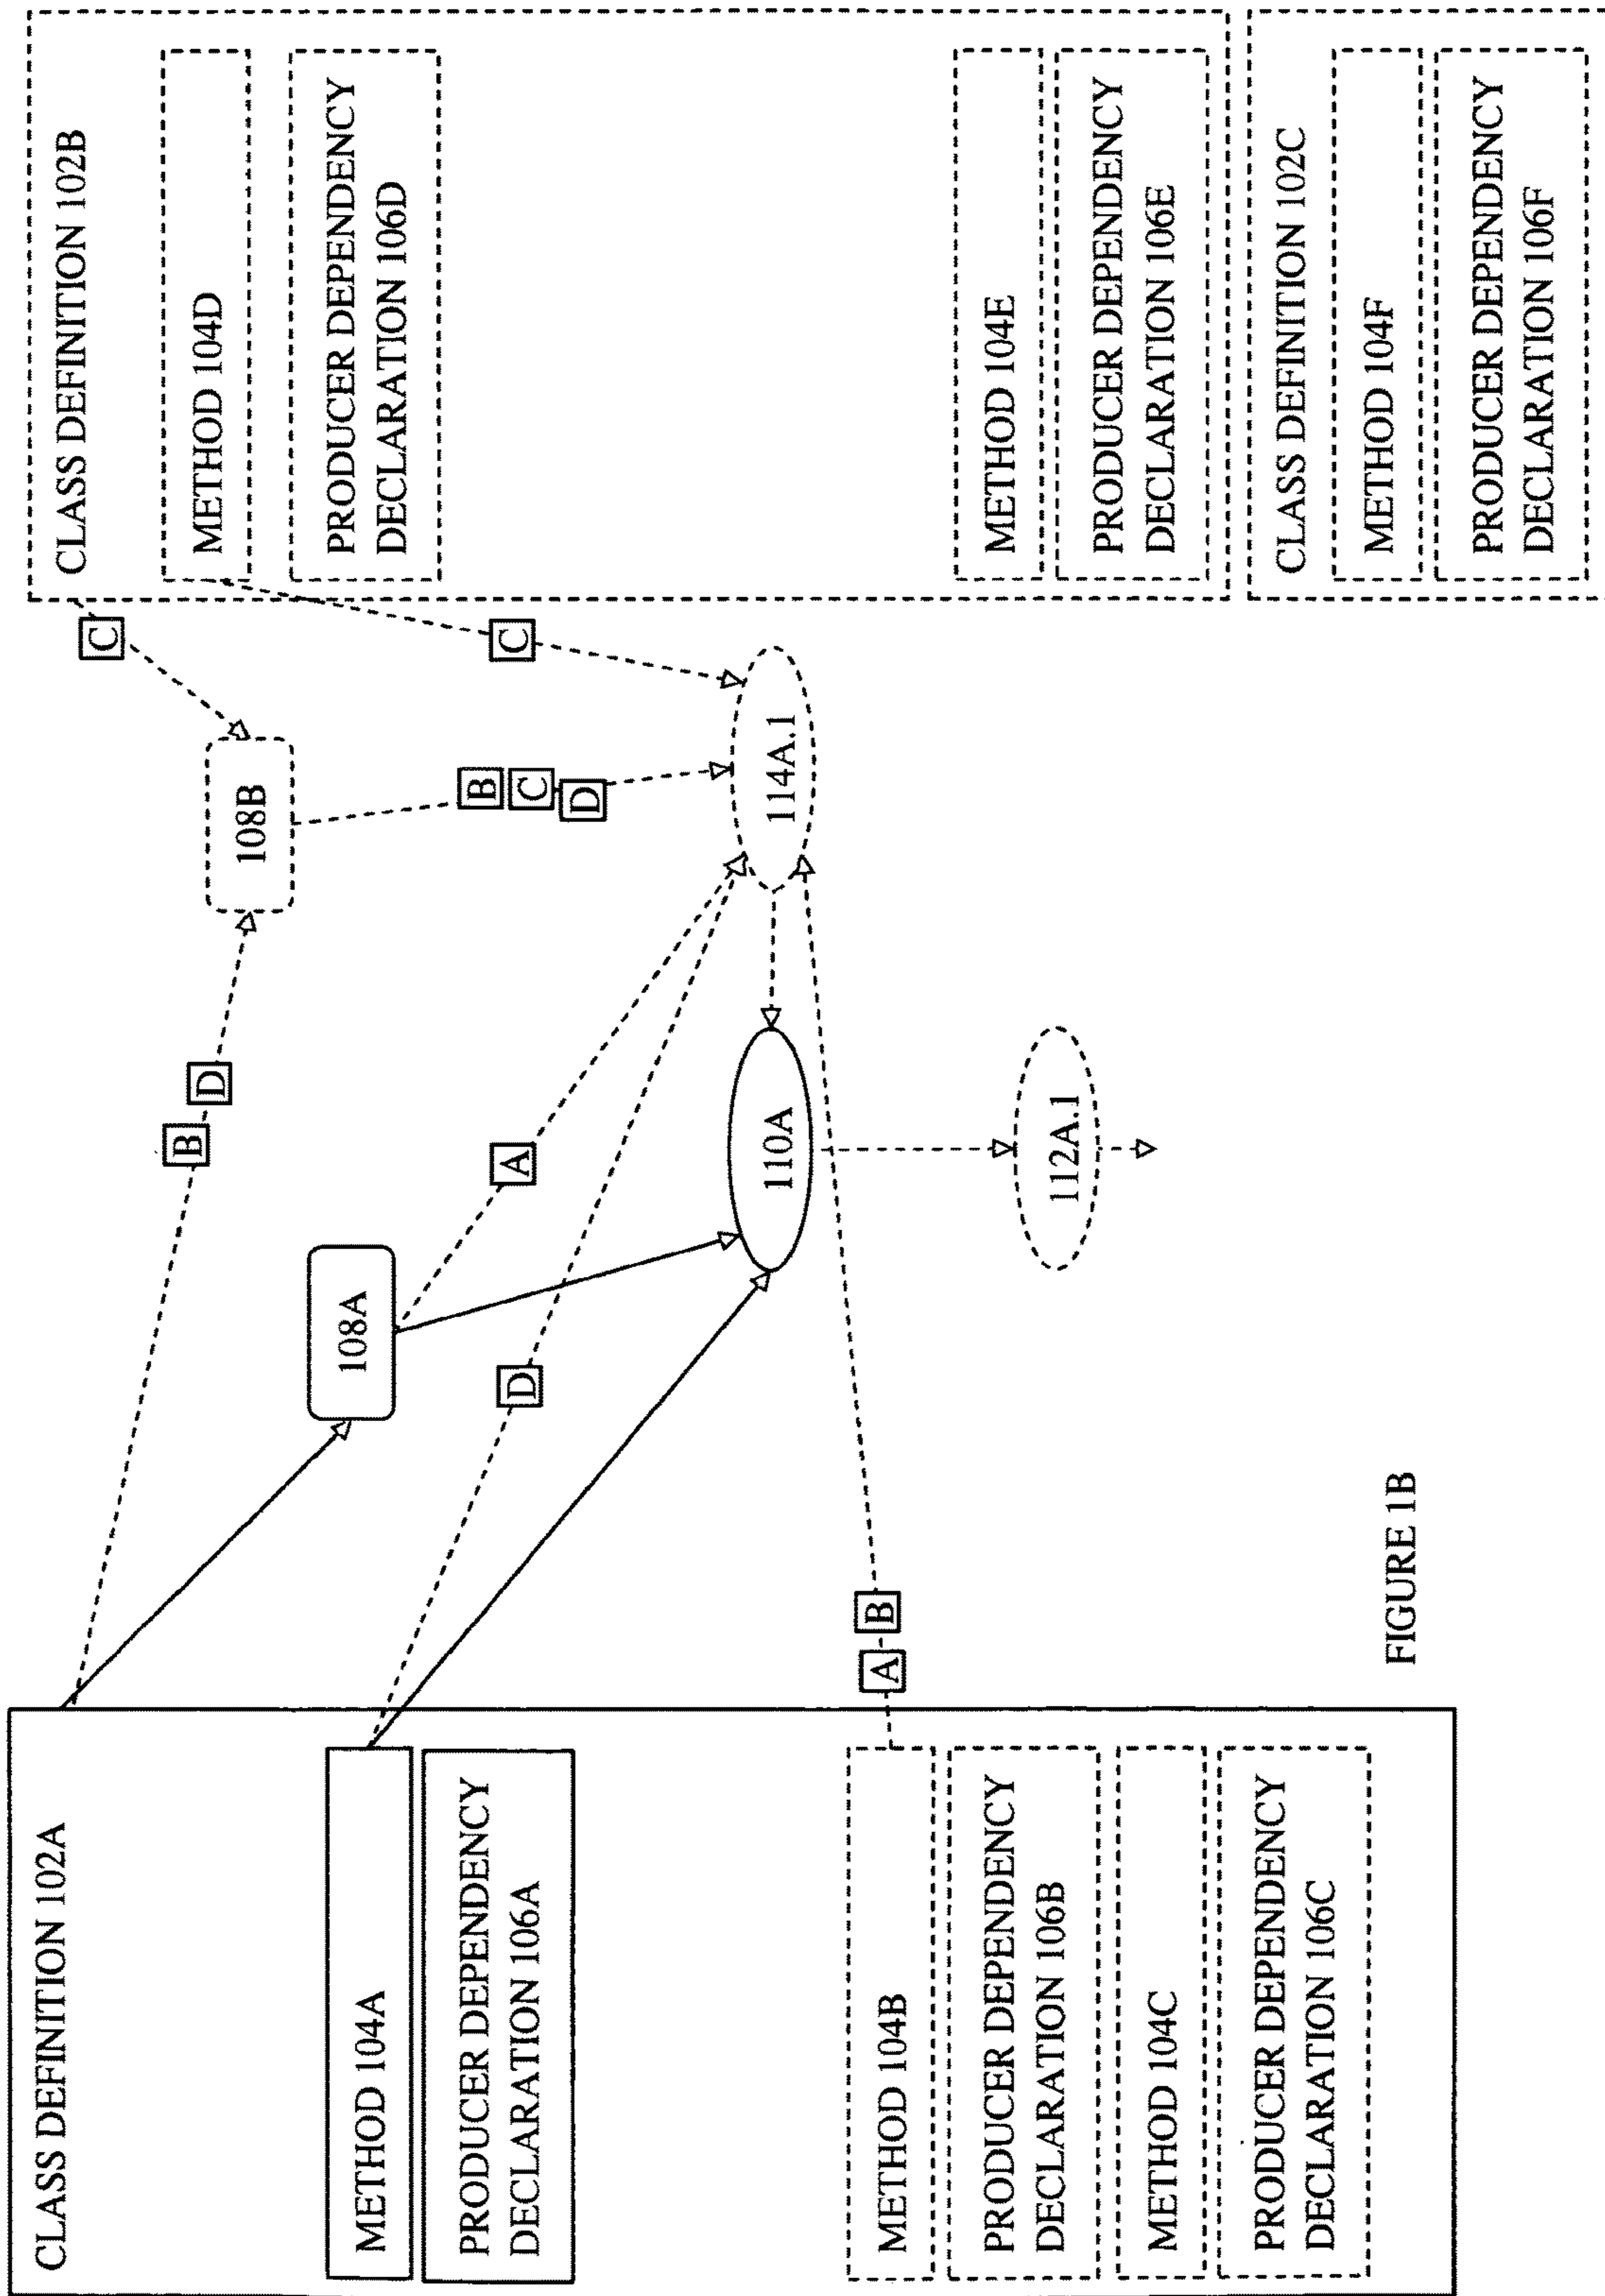 CLASS DEFINITION 102A
METHOD 104A
PRODUCER DEPENDENCY
DECLARATION 106A
METHOD 104B
PRODUCER DEPENDENCY
DECLARATION 106B
METHOD 104C
PRODUCER DEPENDENCY
DECLARATION 106C
B
D
C
108B
108A
A
D
B
C
D
C
110A
114A.1
A
B
112A.1
CLASS DEFINITION 102B
METHOD 104D
PRODUCER DEPENDENCY
DECLARATION 106D
METHOD 104E
PRODUCER DEPENDENCY
DECLARATION 106E
CLASS DEFINITION 102C
METHOD 104F
PRODUCER DEPENDENCY
DECLARATION 106F
FIGURE 1B